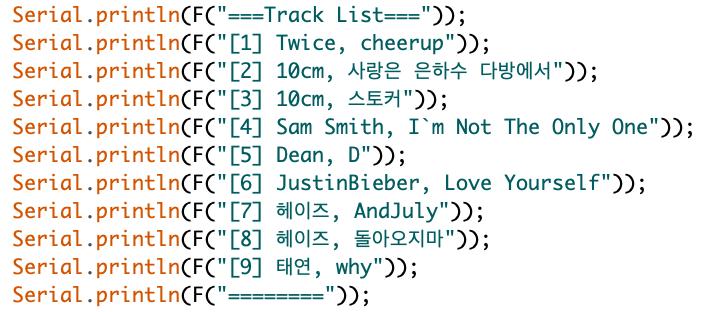 Serial.println(F("===Track List==="));
Serial.println(F("[1] Twice, cheerup"));
Serial.println(F("[2] 10cm, 사랑은 은하수 다방에서"));
Serial.println(F("[3] 10cm, 스토커"));
Serial.println(F("[4] Sam Smith, I`m Not The Only One"));
Serial.println(F("[5] Dean, D"));
Serial.println(F("[6] JustinBieber, Love Yourself"));
Serial.println(F("[7] 헤이즈, AndJuly"));
Serial.println(F("[8] 헤이즈, 돌아오지마"));
Serial.println(F("[9] 태연, why"));
Serial.println(F("========"));